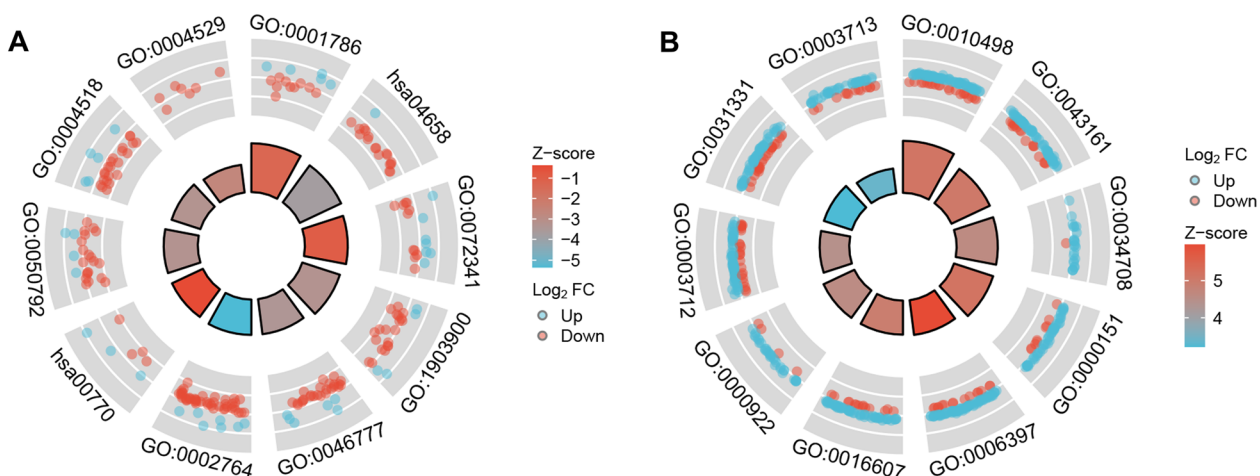 A
GO:0001786
hsa04658
GO:0072341
GO:1903900
GO:0046777
GO:0002764
hsa00770
GO:0050792
GO:0004518
GO:0004529
Z−score
−1
−2
−3
−4
−5
Log2 FC
Up
Down
B
GO:0010498
GO:0043161
GO:0034708
GO:0000151
GO:0006397
GO:0016607
GO:0000922
GO:0003712
GO:0031331
GO:0003713
Log2 FC
Up
Down
Z−score
5
4